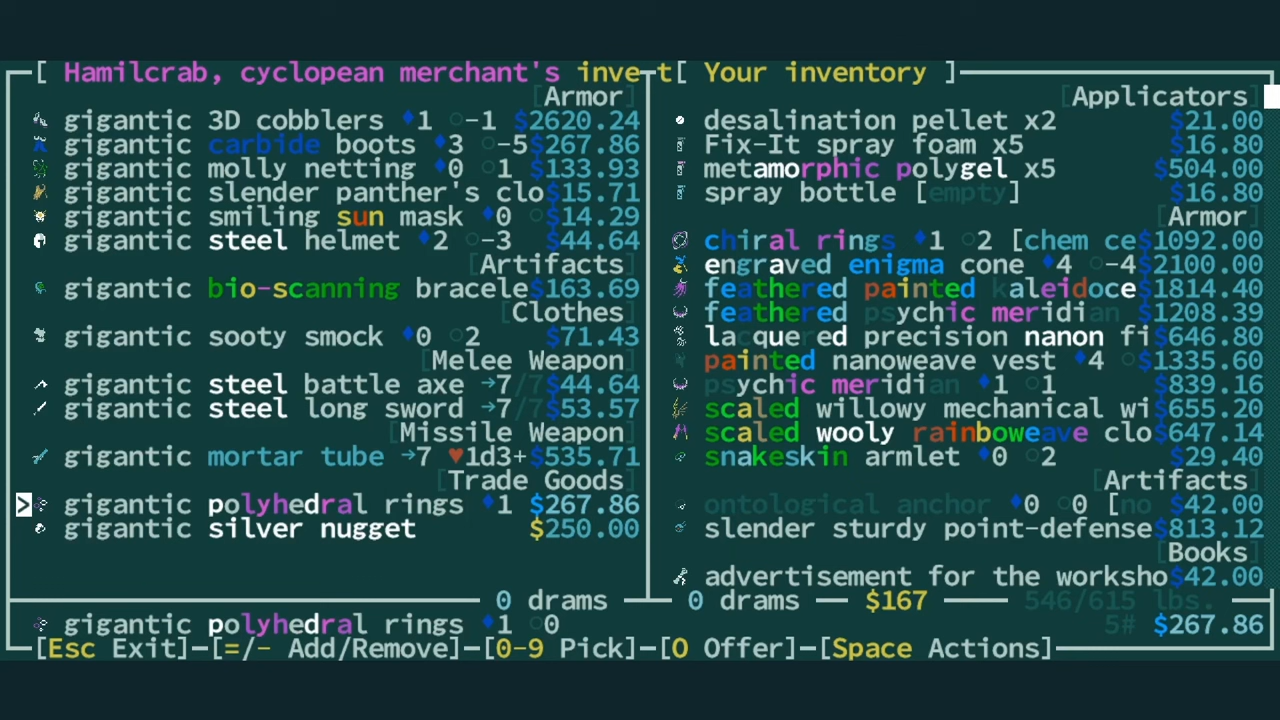 [ Hamilcrab, cyclopean merchant's invet
[Armor]
gigantic 3D cobblers ♦1 ○-1 $2620.24
gigantic carbide boots ♦3 ○-5 $267.86
gigantic molly netting ♦0 ○1 $133.93
gigantic slender panther's clo $15.71
gigantic smiling sun mask ♦0 ○ $14.29
gigantic steel helmet ♦2 ○-3 $44.64
[Artifacts]
gigantic bio-scanning bracele $163.69
[Clothes]
gigantic sooty smock ♦0 ○2 $71.43
[Melee Weapon]
gigantic steel battle axe →7/7 $44.64
gigantic steel long sword →7/7 $53.57
[Missile Weapon]
gigantic mortar tube →7 ♥1d3+ $535.71
[Trade Goods]
> gigantic polyhedral rings ♦1 $267.86
gigantic silver nugget $250.00
0 drams
[ Your inventory ]
[Applicators]
desalination pellet x2 $21.00
Fix-It spray foam x5 $16.80
metamorphic polygel x5 $504.00
spray bottle [empty] $16.80
[Armor]
chiral rings ♦1 ○2 [chem ce $1092.00
engraved enigma cone ♦4 ○-4 $2100.00
feathered painted kaleidoce $1814.40
feathered psychic meridian $1208.39
lacquered precision nanon fi $646.80
painted nanoweave vest ♦4 ○ $1335.60
psychic meridian ♦1 ○1 $839.16
scaled willowy mechanical wi $655.20
scaled wooly rainboweave clo $647.14
snakeskin armlet ♦0 ○2 $29.40
[Artifacts]
ontological anchor ♦0 ○0 [no $42.00
slender sturdy point-defense $813.12
[Books]
advertisement for the worksho $42.00
0 drams — $167 — 546/615 lbs.
gigantic polyhedral rings ♦1 ○0 5# $267.86
[Esc Exit]—[=/- Add/Remove]—[0-9 Pick]—[O Offer]—[Space Actions]